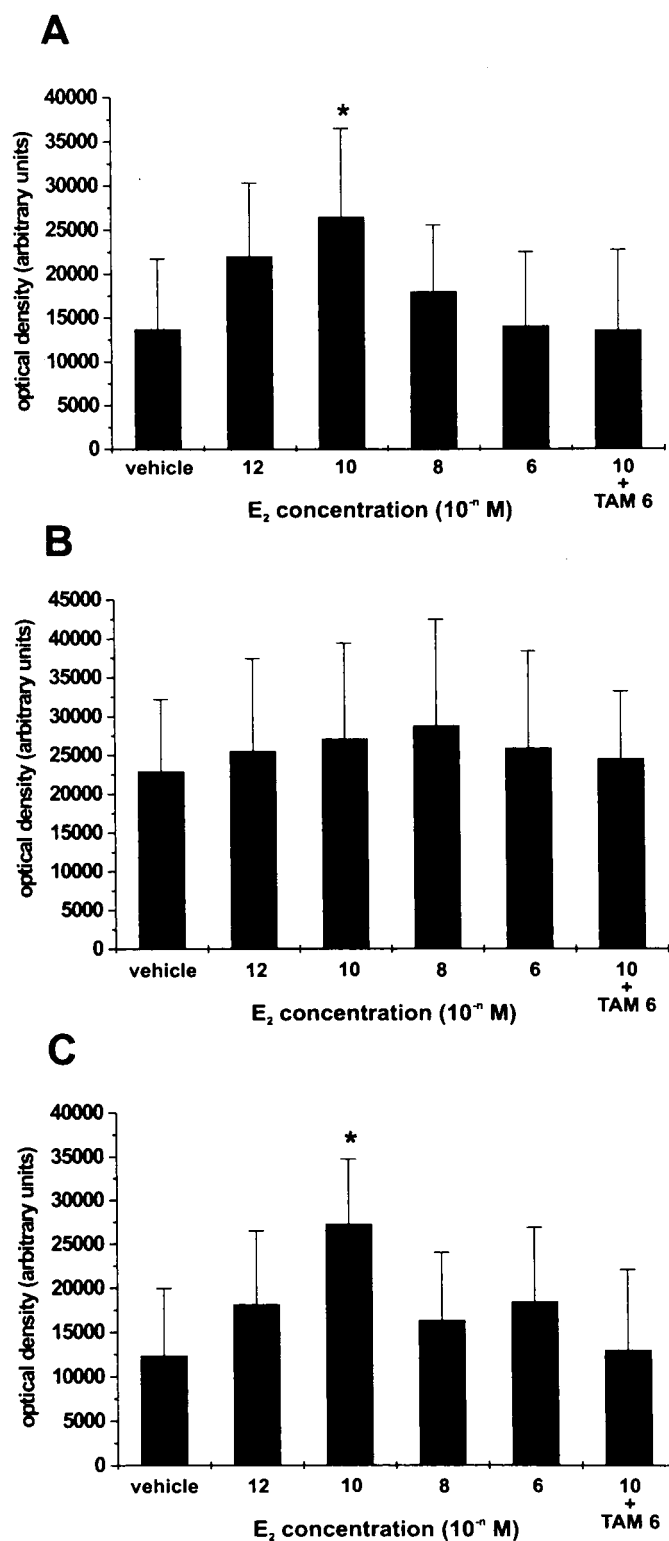 A
optical density (arbitrary units)
40000
35000
30000
25000
20000
15000
10000
5000
0
*
vehicle 12 10 8 6 10
+
TAM 6
E₂ concentration (10⁻ⁿ M)
B
optical density (arbitrary units)
45000
40000
35000
30000
25000
20000
15000
10000
5000
0
vehicle 12 10 8 6 10
+
TAM 6
E₂ concentration (10⁻ⁿ M)
C
optical density (arbitrary units)
40000
35000
30000
25000
20000
15000
10000
5000
0
*
vehicle 12 10 8 6 10
+
TAM 6
E₂ concentration (10⁻ⁿ M)